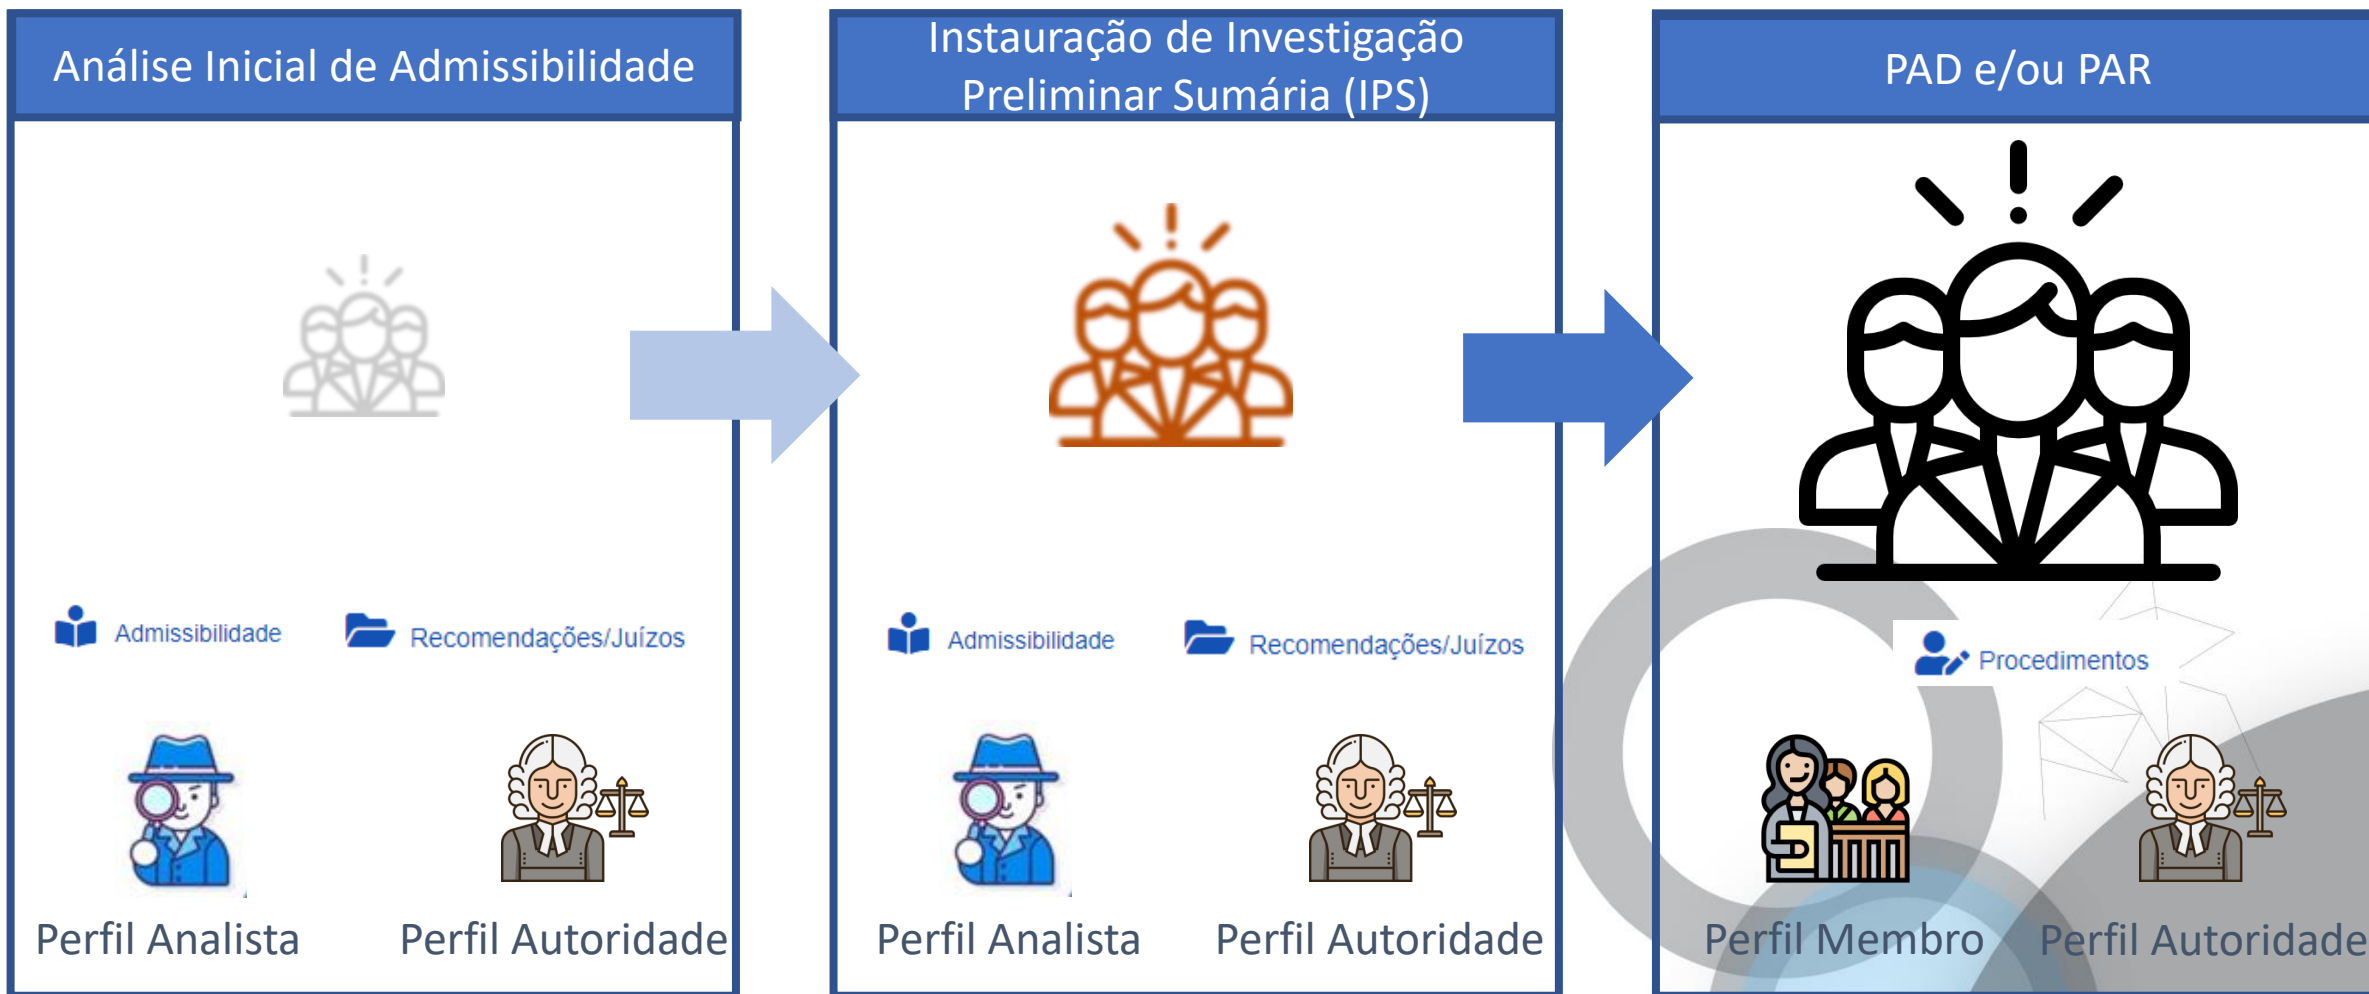 Análise Inicial de Admissibilidade
Admissibilidade
Recomendações/Juízos
Perfil Analista
Perfil Autoridade
Instauração de Investigação
Preliminar Sumária (IPS)
Admissibilidade
Recomendações/Juízos
Perfil Analista
Perfil Autoridade
PAD e/ou PAR
Procedimentos
Perfil Membro
Perfil Autoridade